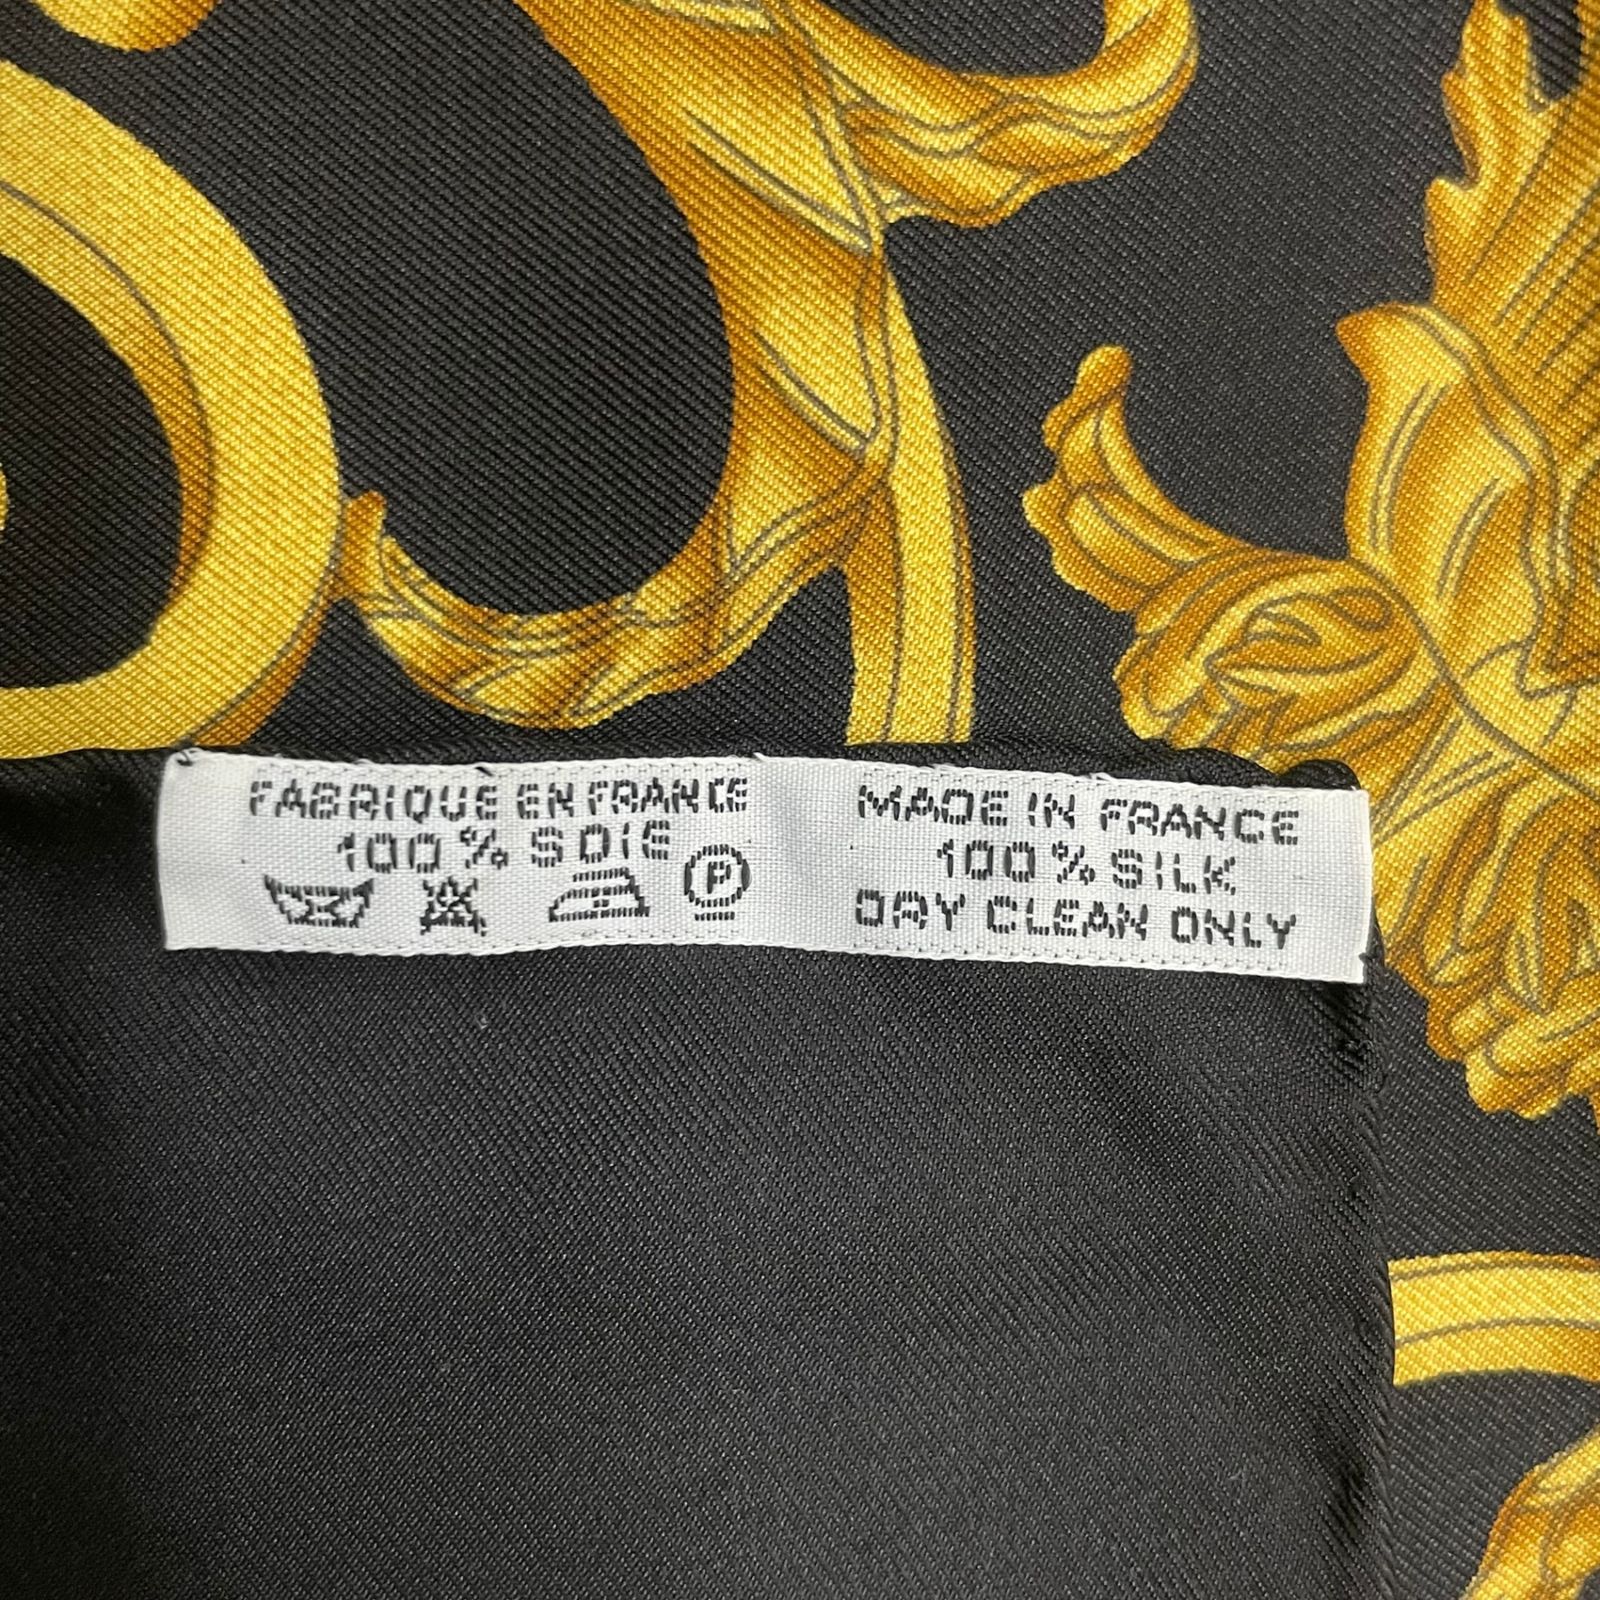 FABRIQUE EN FRANCE
100% SOIE
P
MADE IN FRANCE
100% SILK
DRY CLEAN ONLY